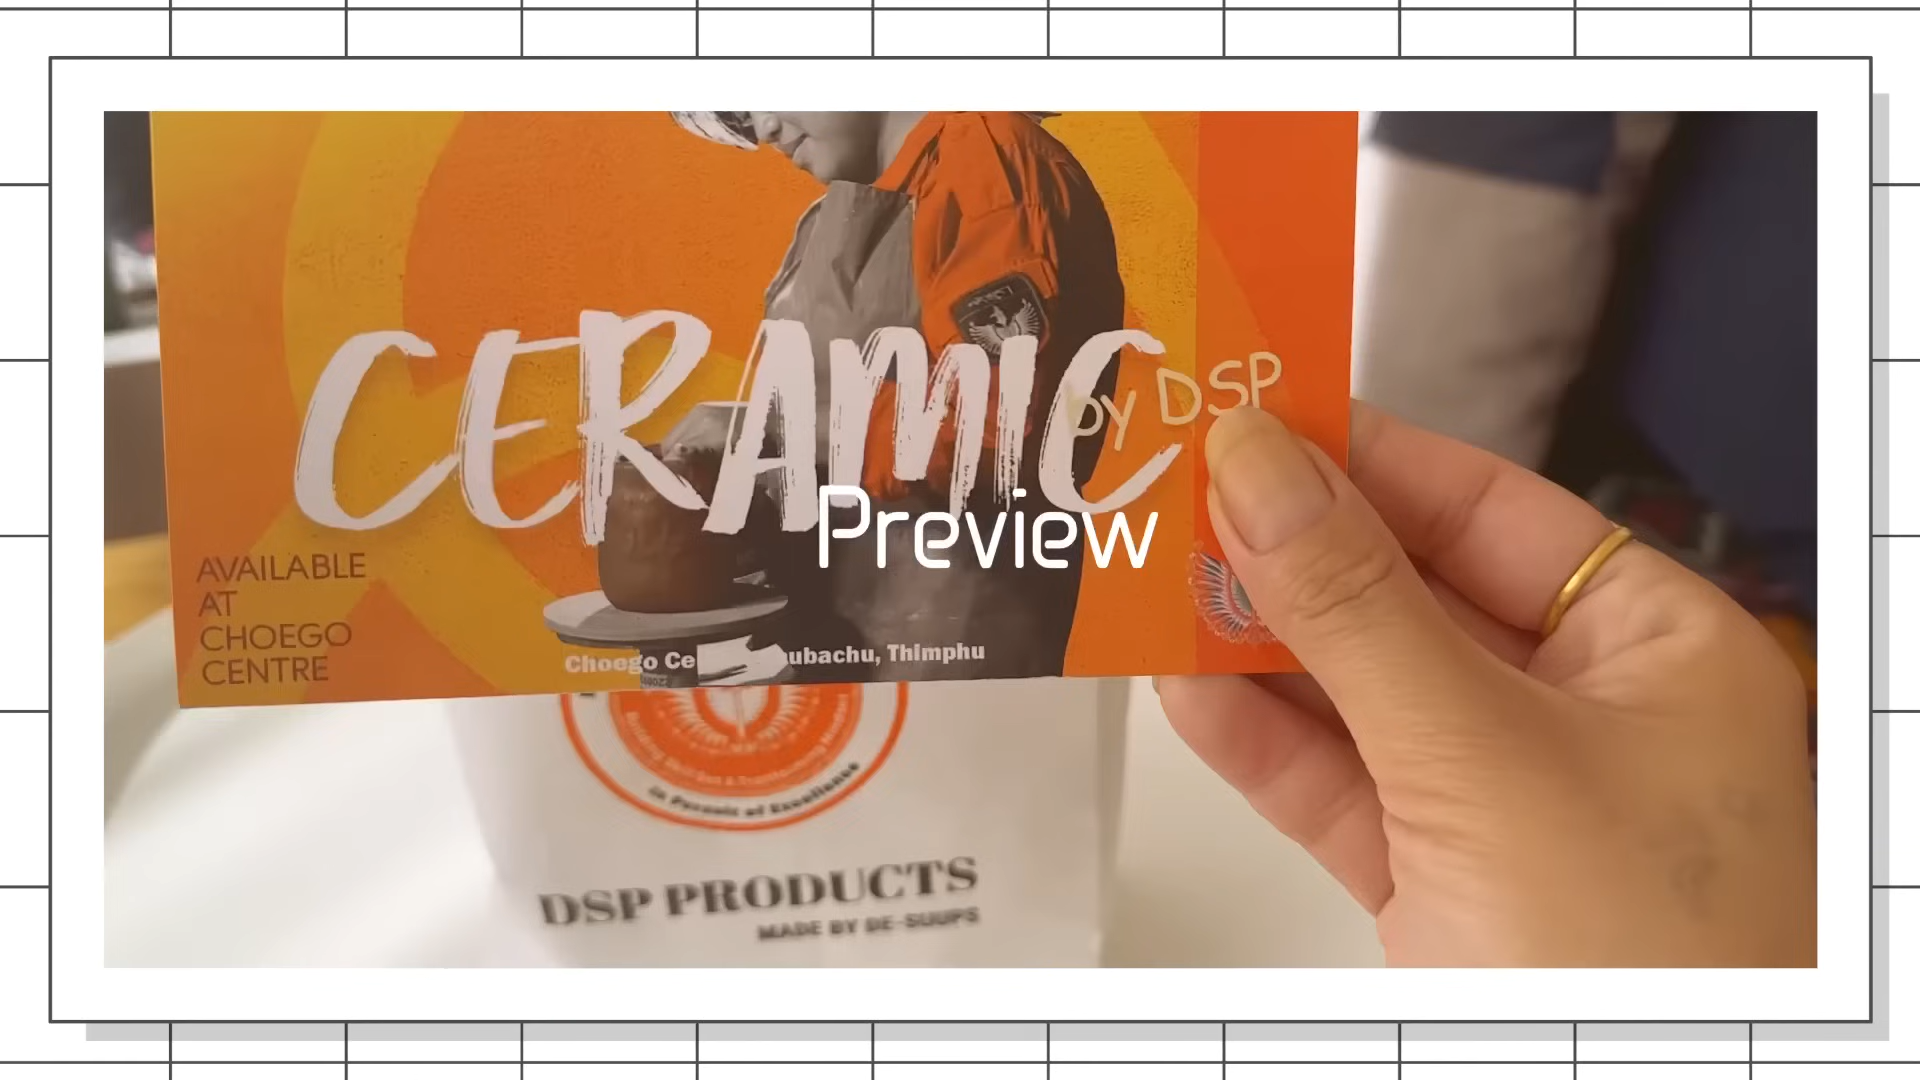 CERAMIC
by DSP
Preview
AVAILABLE
AT
CHOEGO
CENTRE
Choego Ce ubachu, Thimphu
in Pursuit of Excellence
DSP PRODUCTS
MADE BY DE-SUUPS